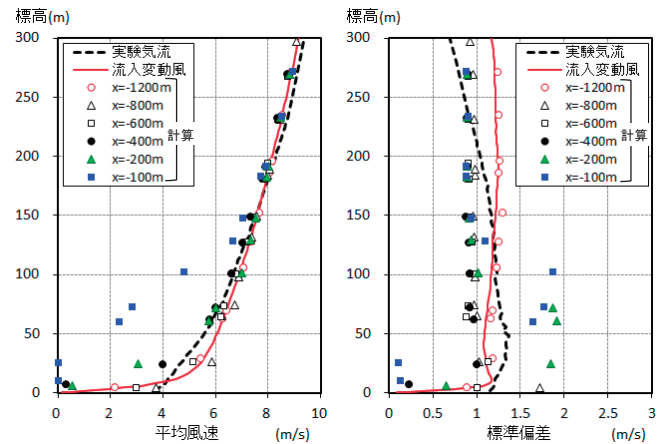 標高(m)
300
250
200
150
100
50
0
実験気流
流入変動風
x=-1200m
x=-800m
x=-600m
x=-400m
x=-200m
x=-100m
計算
0 2 4 6 8 10
平均風速 (m/s)
標高(m)
300
250
200
150
100
50
0
実験気流
流入変動風
x=-1200m
x=-800m
x=-600m
x=-400m
x=-200m
x=-100m
計算
0 0.5 1 1.5 2 2.5 3
標準偏差 (m/s)